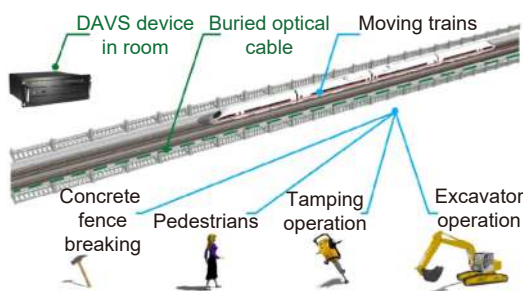 DAVS device
in room
Buried optical
cable
Moving trains
Concrete
fence
breaking
Pedestrians
Tamping
operation
Excavator
operation